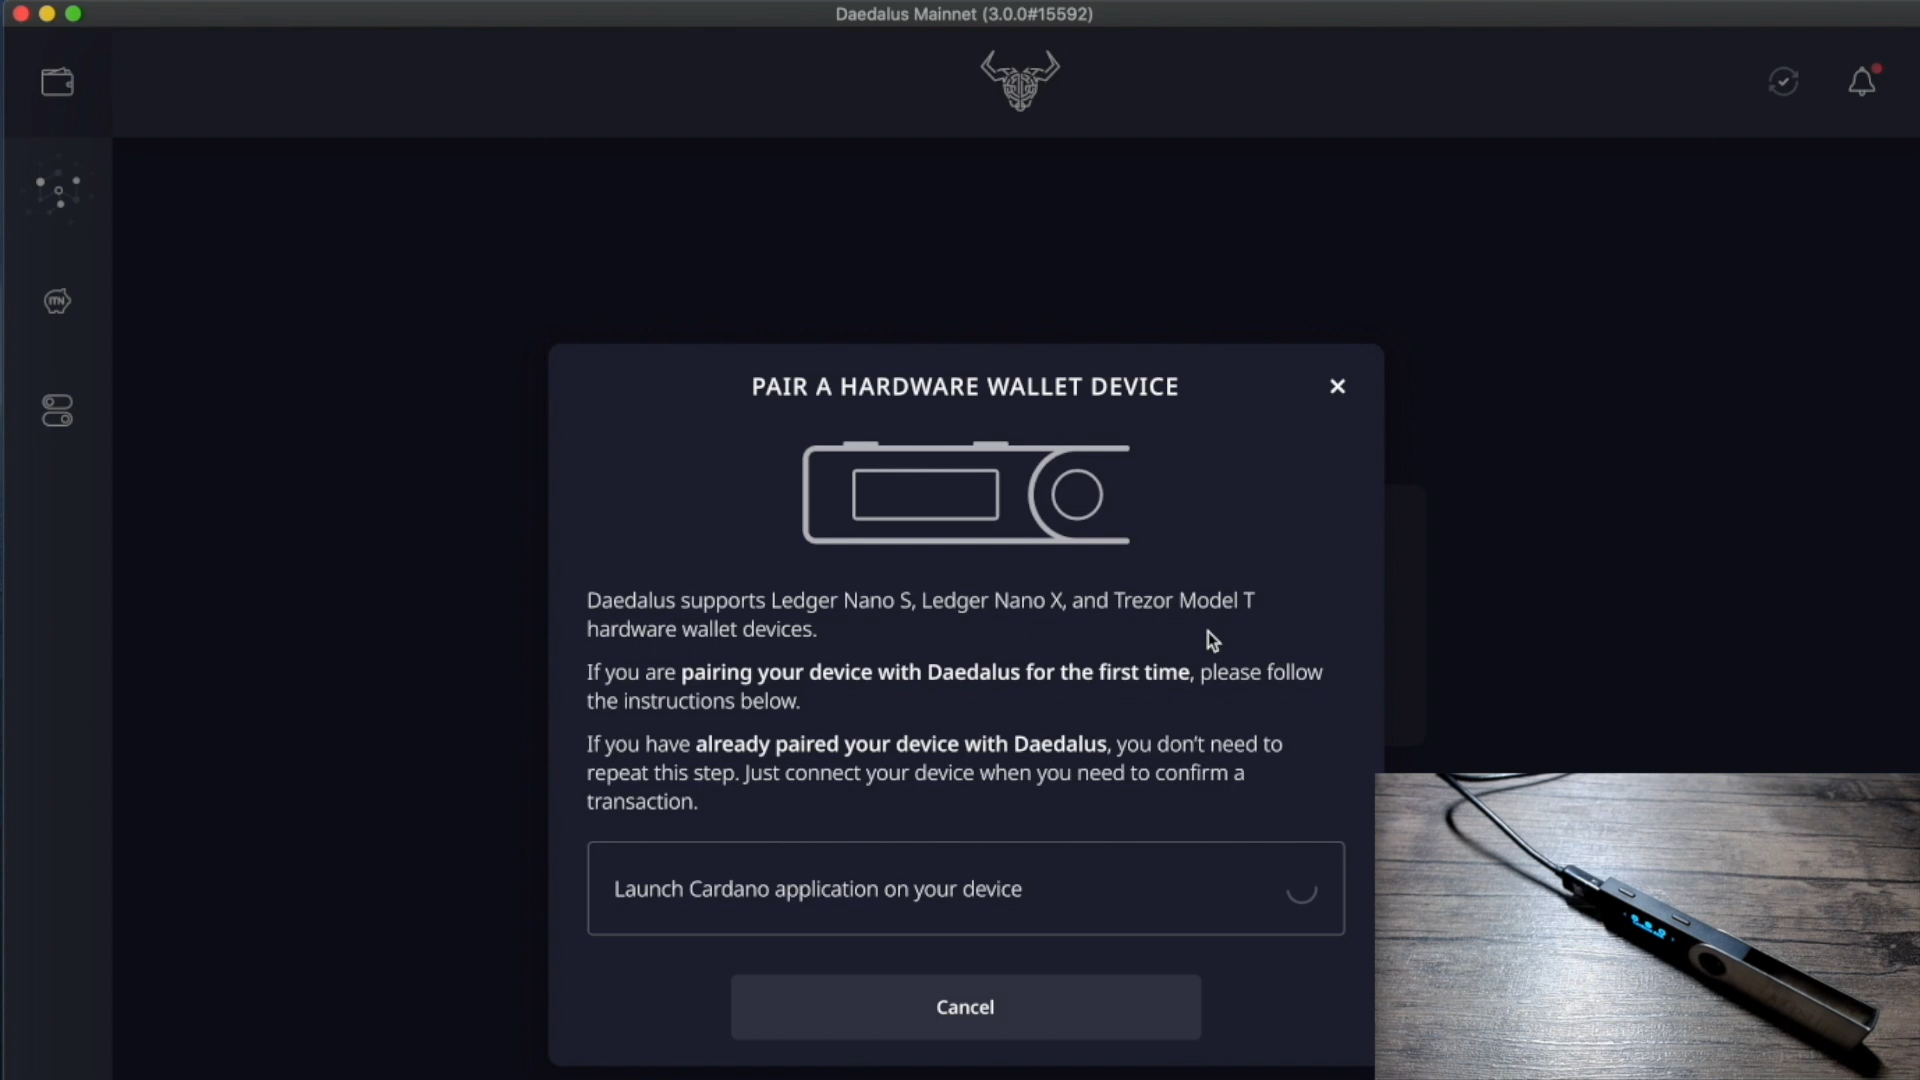 Daedalus Mainnet (3.0.0#15592)
ITN
PAIR A HARDWARE WALLET DEVICE
Daedalus supports Ledger Nano S, Ledger Nano X, and Trezor Model T
hardware wallet devices.
If you are pairing your device with Daedalus for the first time, please follow
the instructions below.
If you have already paired your device with Daedalus, you don't need to
repeat this step. Just connect your device when you need to confirm a
transaction.
Launch Cardano application on your device
Cancel